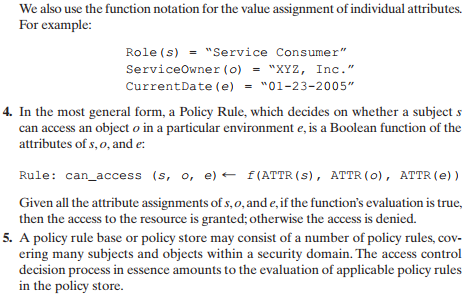 We also use the function notation for the value assignment of individual attributes.
For example:
Role(s) = "Service Consumer"
ServiceOwner(o) = "XYZ, Inc."
CurrentDate(e) = "01-23-2005"
4. In the most general form, a Policy Rule, which decides on whether a subject s
can access an object o in a particular environment e, is a Boolean function of the
attributes of s, o, and e:
Rule: can_access (s, o, e) ← f(ATTR(s), ATTR(o), ATTR(e))
Given all the attribute assignments of s, o, and e, if the function's evaluation is true,
then the access to the resource is granted; otherwise the access is denied.
5. A policy rule base or policy store may consist of a number of policy rules, cov-
ering many subjects and objects within a security domain. The access control
decision process in essence amounts to the evaluation of applicable policy rules
in the policy store.